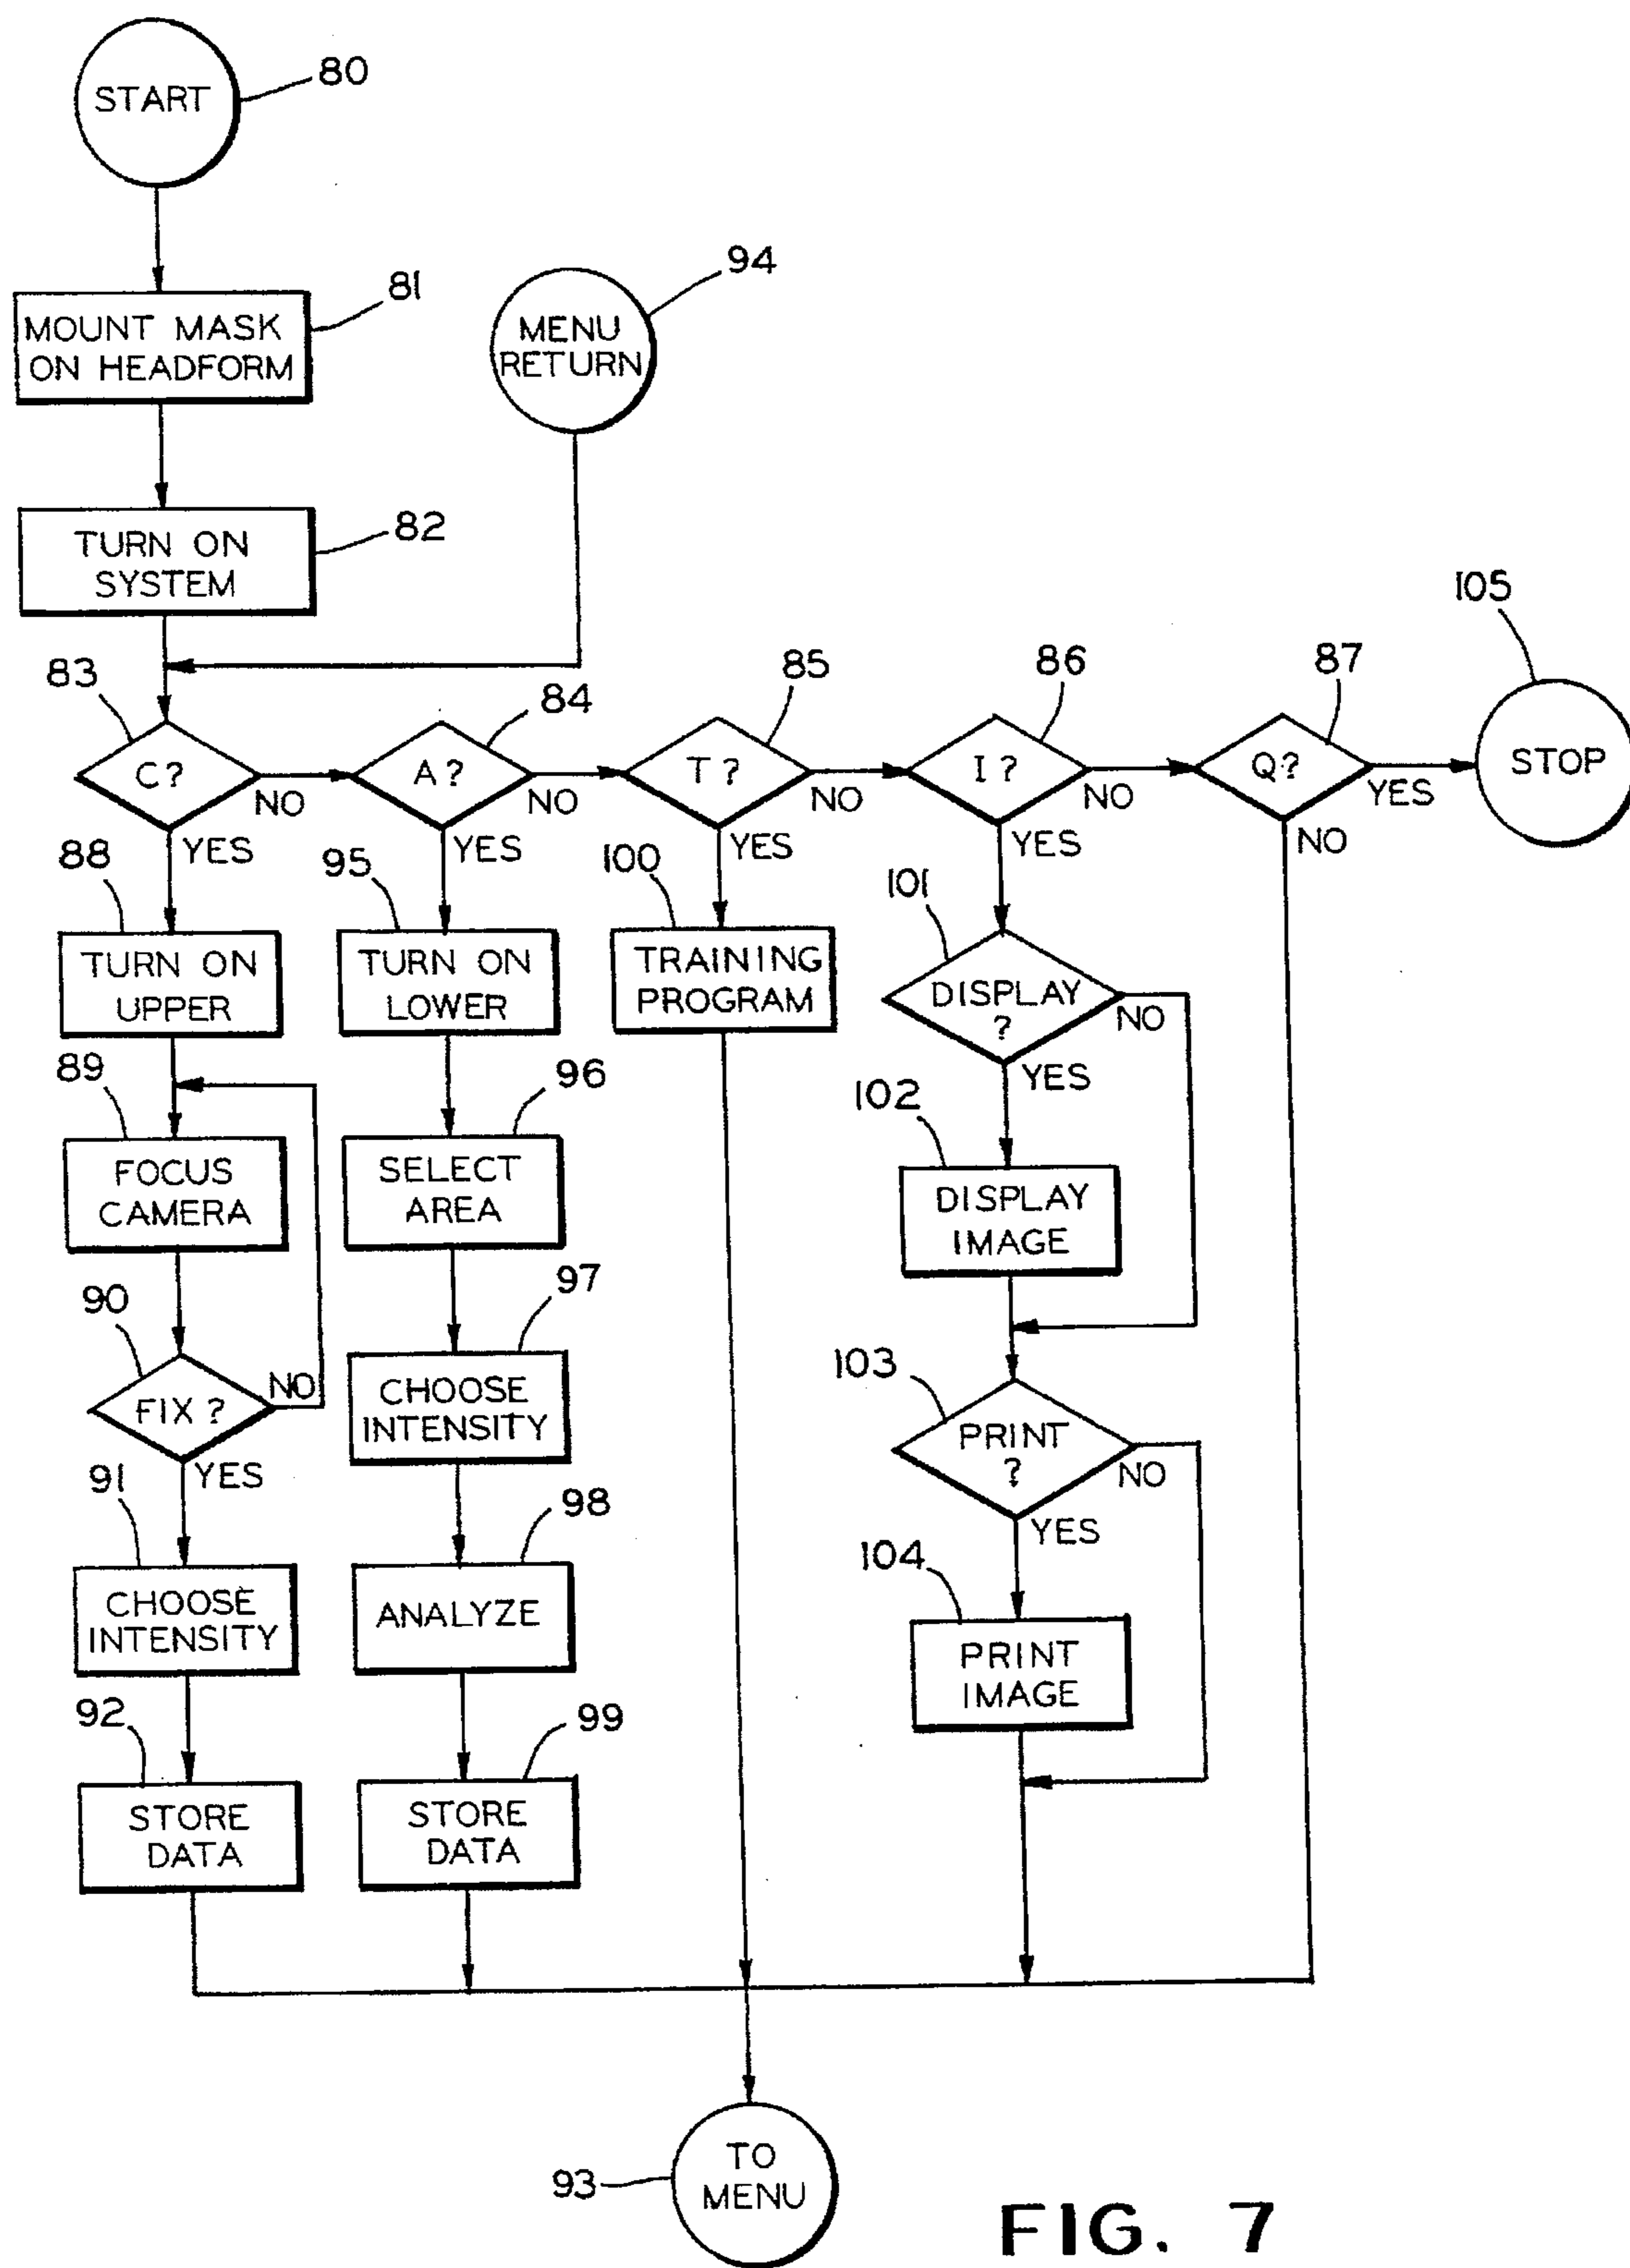 START
80
MOUNT MASK
ON HEADFORM
81
MENU
RETURN
94
TURN ON
SYSTEM
82
83
C?
NO
YES
84
A?
NO
YES
85
T?
NO
YES
86
I?
NO
YES
87
Q?
YES
NO
105
STOP
88
TURN ON
UPPER
89
FOCUS
CAMERA
90
FIX?
NO
YES
91
CHOOSE
INTENSITY
92
STORE
DATA
95
TURN ON
LOWER
96
SELECT
AREA
97
CHOOSE
INTENSITY
98
ANALYZE
99
STORE
DATA
100
TRAINING
PROGRAM
101
DISPLAY
?
NO
YES
102
DISPLAY
IMAGE
103
PRINT
?
NO
YES
104
PRINT
IMAGE
93
TO
MENU
FIG. 7